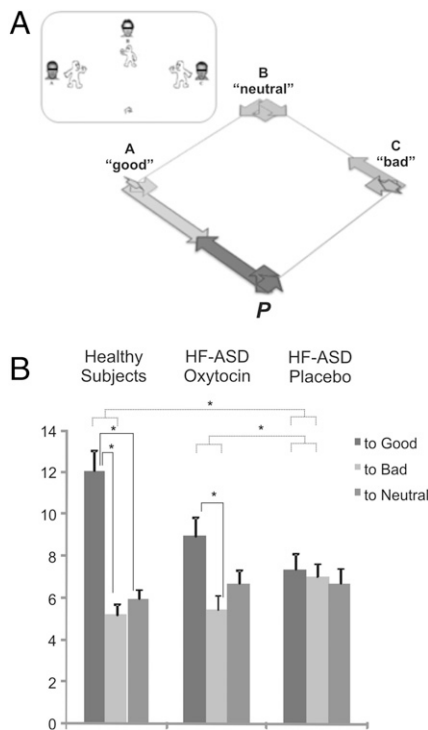 A
B
“neutral”
A
“good”
C
“bad”
P
B
Healthy
Subjects
HF-ASD
Oxytocin
HF-ASD
Placebo
*
*
*
*
*
14
12
10
8
6
4
2
0
to Good
to Bad
to Neutral